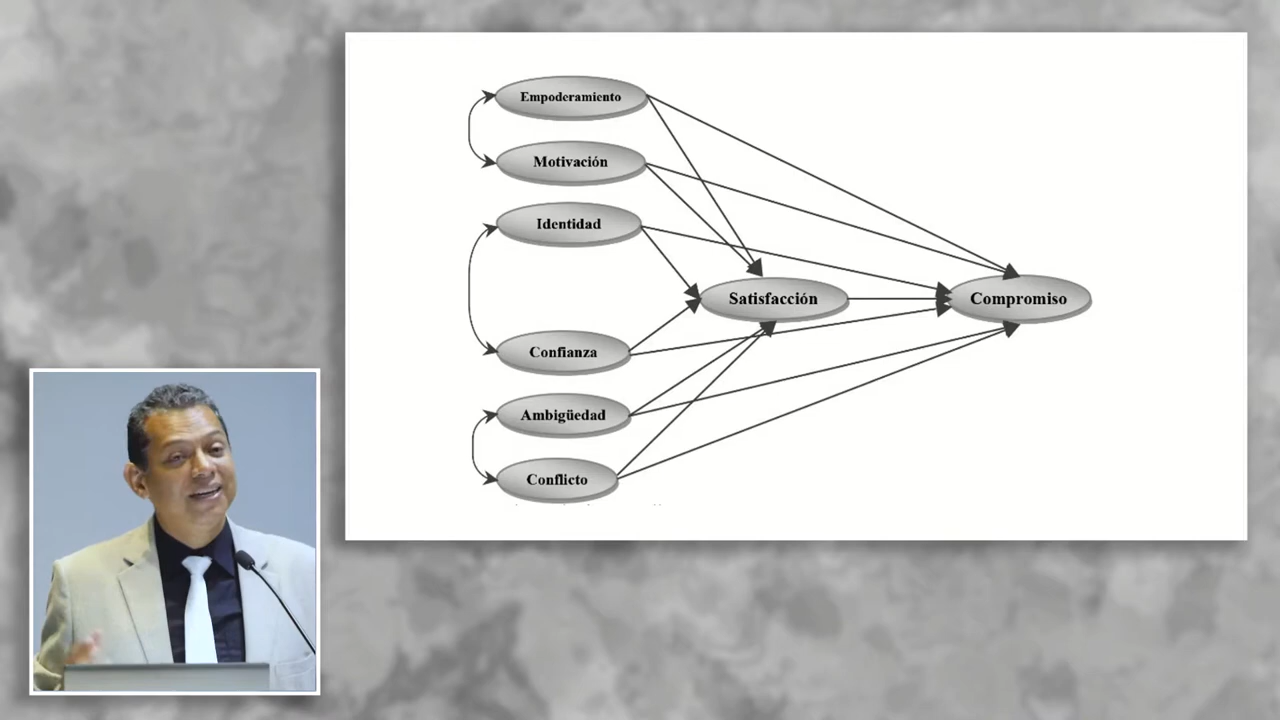 Empoderamiento
Motivación
Identidad
Satisfacción
Compromiso
Confianza
Ambigüedad
Conflicto